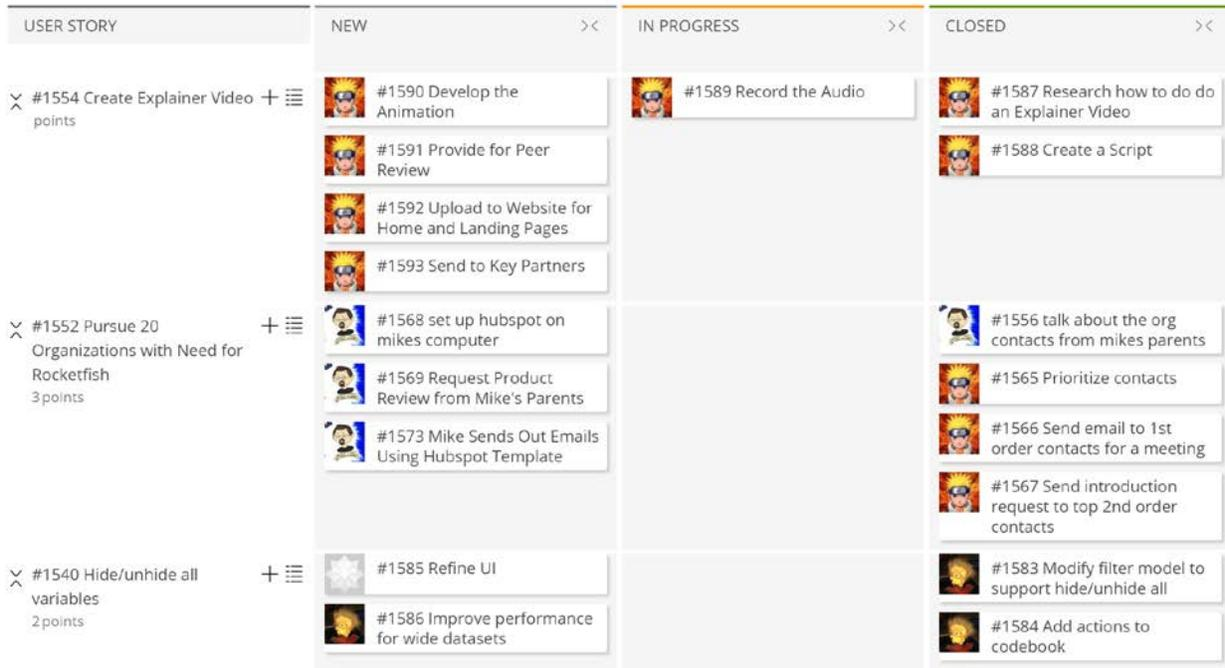 USER STORY
NEW
IN PROGRESS
CLOSED
#1554 Create Explainer Video
points
#1590 Develop the
Animation
#1591 Provide for Peer
Review
#1592 Upload to Website for
Home and Landing Pages
#1593 Send to Key Partners
#1589 Record the Audio
#1587 Research how to do do
an Explainer Video
#1588 Create a Script
#1552 Pursue 20
Organizations with Need for
Rocketfish
3 points
#1568 set up hubspot on
mikes computer
#1569 Request Product
Review from Mike's Parents
#1573 Mike Sends Out Emails
Using Hubspot Template
#1556 talk about the org
contacts from mikes parents
#1565 Prioritize contacts
#1566 Send email to 1st
order contacts for a meeting
#1567 Send introduction
request to top 2nd order
contacts
#1540 Hide/unhide all
variables
2 points
#1585 Refine UI
#1586 Improve performance
for wide datasets
#1583 Modify filter model to
support hide/unhide all
#1584 Add actions to
codebook